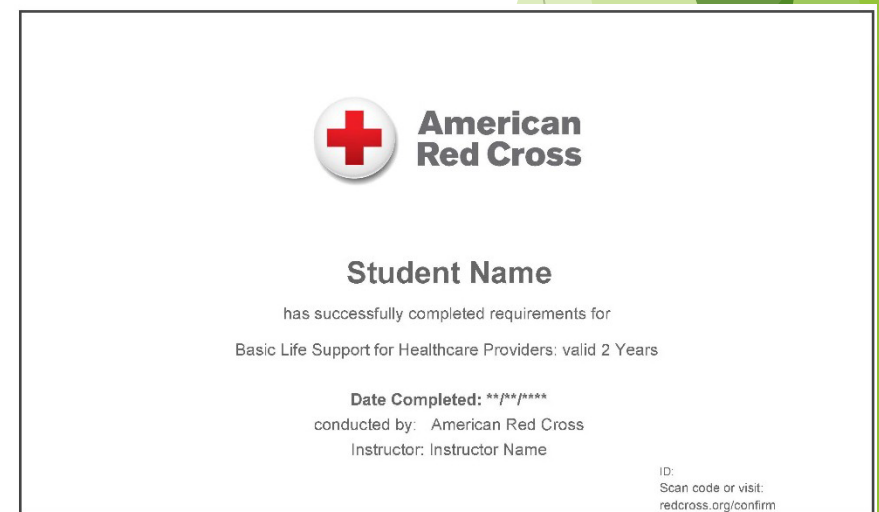 American
Red Cross
Student Name
has successfully completed requirements for
Basic Life Support for Healthcare Providers: valid 2 Years
Date Completed: **/**/****
conducted by: American Red Cross
Instructor: Instructor Name
ID:
Scan code or visit:
redcross.org/confirm